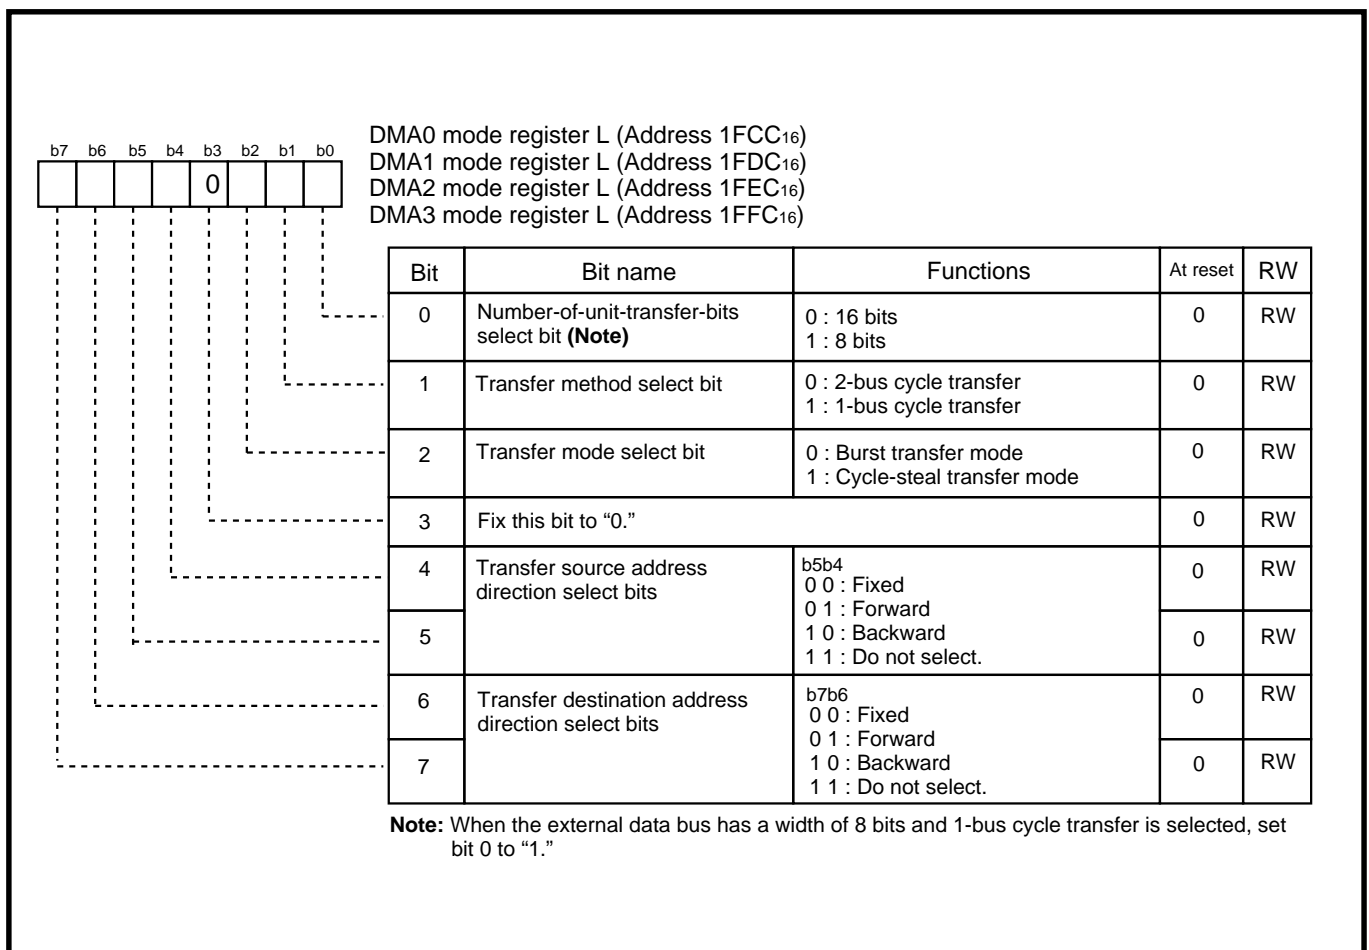 DMA0 mode register L (Address 1FCC16)
DMA1 mode register L (Address 1FDC16)
DMA2 mode register L (Address 1FEC16)
DMA3 mode register L (Address 1FFC16)
b7 b6 b5 b4 b3 b2 b1 b0
0
Bit Bit name Functions At reset RW
0 Number-of-unit-transfer-bits 0 : 16 bits 0 RW
select bit (Note) 1 : 8 bits
1 Transfer method select bit 0 : 2-bus cycle transfer 0 RW
1 : 1-bus cycle transfer
2 Transfer mode select bit 0 : Burst transfer mode 0 RW
1 : Cycle-steal transfer mode
3 Fix this bit to “0.” 0 RW
4 Transfer source address b5b4 0 RW
direction select bits 0 0 : Fixed
0 1 : Forward
5 1 0 : Backward 0 RW
1 1 : Do not select.
6 Transfer destination address b7b6 0 RW
direction select bits 0 0 : Fixed
0 1 : Forward
7 1 0 : Backward 0 RW
1 1 : Do not select.
Note: When the external data bus has a width of 8 bits and 1-bus cycle transfer is selected, set
bit 0 to “1.”